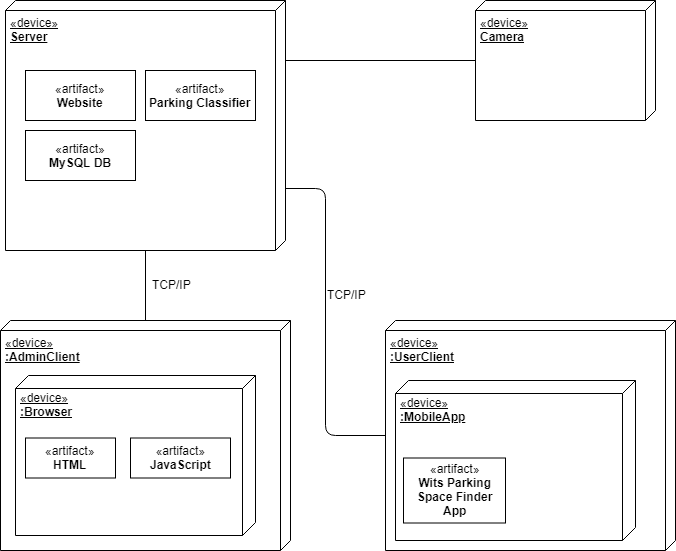 «device»
Server
«artifact»
Website
«artifact»
Parking Classifier
«artifact»
MySQL DB
«device»
Camera
TCP/IP
TCP/IP
«device»
:AdminClient
«device»
:Browser
«artifact»
HTML
«artifact»
JavaScript
«device»
:UserClient
«device»
:MobileApp
«artifact»
Wits Parking
Space Finder
App